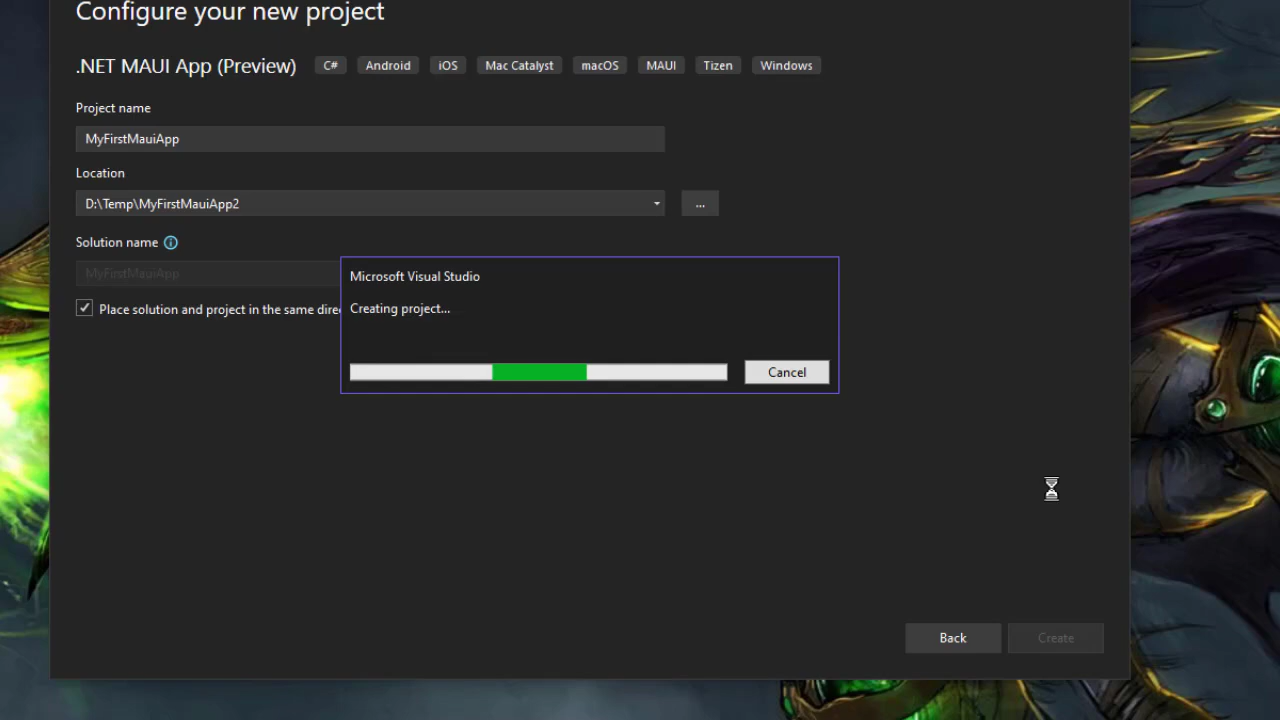 Configure your new project
.NET MAUI App (Preview) C# Android iOS Mac Catalyst macOS MAUI Tizen Windows
Project name
MyFirstMauiApp
Location
D:\Temp\MyFirstMauiApp2 ...
Solution name
MyFirstMauiApp
Place solution and project in the same dire
Microsoft Visual Studio
Creating project...
Cancel
Back Create